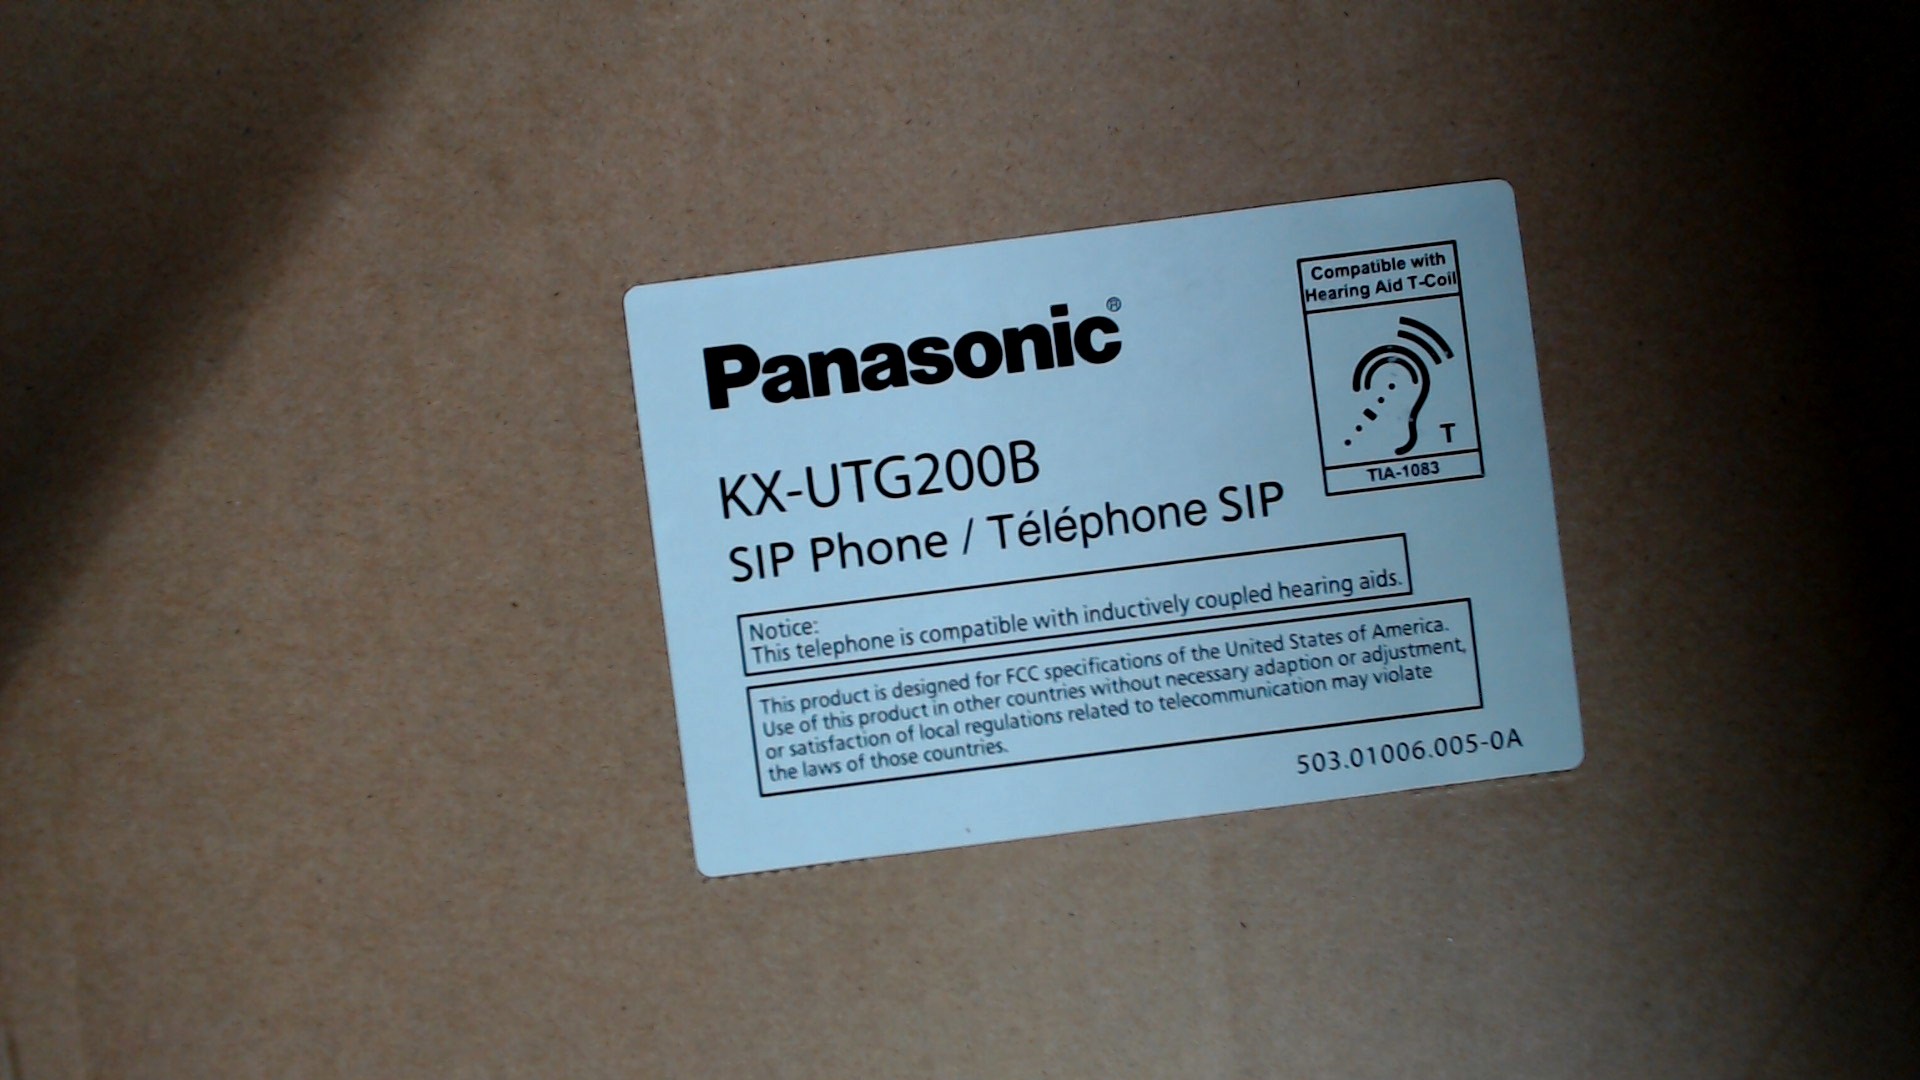 Panasonic®
Compatible with
Hearing Aid T-Coil
T
TIA-1083
KX-UTG200B
SIP Phone / Téléphone SIP
Notice:
This telephone is compatible with inductively coupled hearing aids.
This product is designed for FCC specifications of the United States of America.
Use of this product in other countries without necessary adaption or adjustment,
or satisfaction of local regulations related to telecommunication may violate
the laws of those countries.
503.01006.005-0A